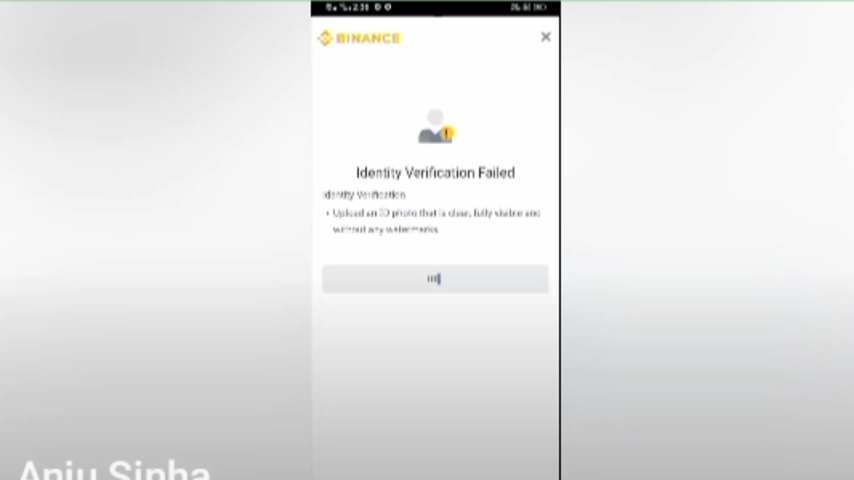 BINANCE
Identity Verification Failed
Identity Verification
• Upload an ID photo that is clear, fully visible and
without any watermarks.
Anju Sinha